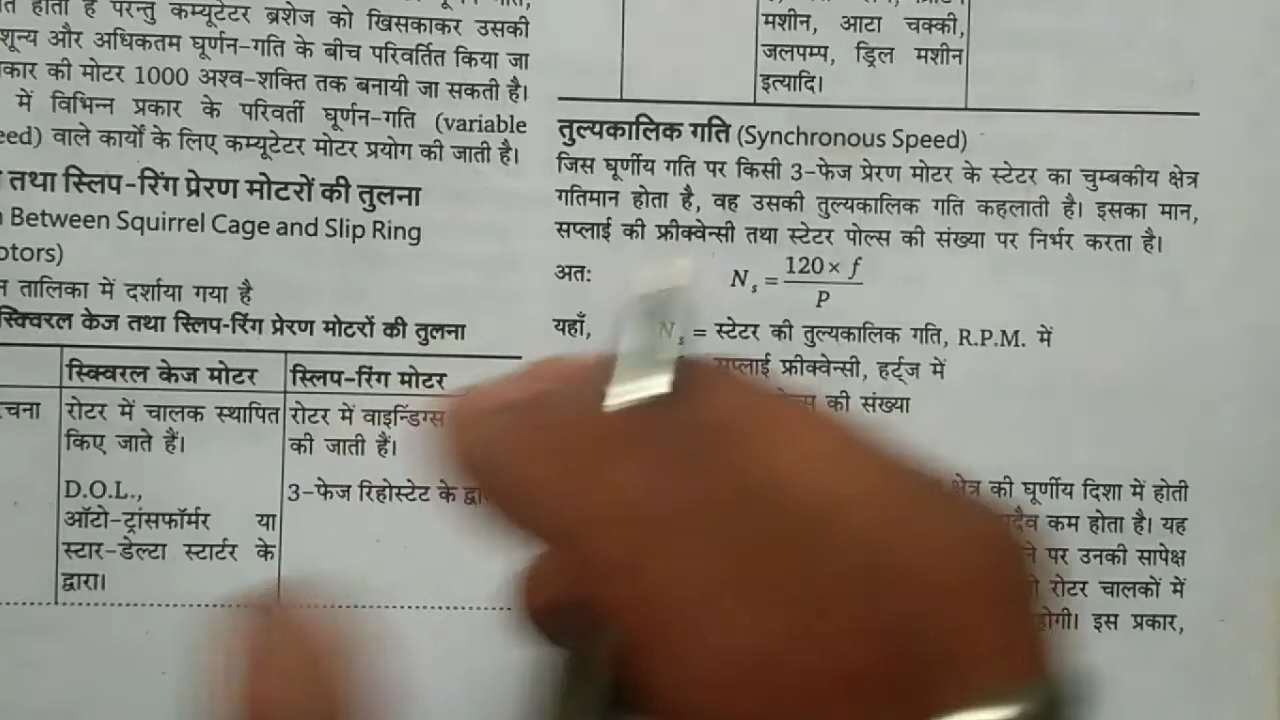 होता है परन्तु कम्यूटेटर ब्रशेज को खिसकाकर उसकी
शून्य और अधिकतम घूर्णन-गति के बीच परिवर्तित किया जा
की मोटर 1000 अश्व-शक्ति तक बनायी जा सकती है।
में विभिन्न प्रकार के परिवर्ती घूर्णन-गति (variable
eed) वाले कार्यों के लिए कम्यूटेटर मोटर प्रयोग की जाती है।
तथा स्लिप-रिंग प्रेरण मोटरों की तुलना
Between Squirrel Cage and Slip Ring
otors)
तालिका में दर्शाया गया है
स्क्विरल केज तथा स्लिप-रिंग प्रेरण मोटरों की तुलना
स्क्विरल केज मोटर स्लिप-रिंग मोटर
चना रोटर में चालक स्थापित रोटर में वाइन्डिंग्स
किए जाते हैं। की जाती हैं।
D.O.L., 3-फेज रिहोस्टेट के
ऑटो-ट्रांसफॉर्मर या
स्टार-डेल्टा स्टार्टर के
द्वारा।
मशीन, आटा चक्की,
जलपम्प, ड्रिल मशीन
इत्यादि।
तुल्यकालिक गति (Synchronous Speed)
जिस घूर्णीय गति पर किसी 3-फेज प्रेरण मोटर के स्टेटर का चुम्बकीय क्षेत्र
गतिमान होता है, वह उसकी तुल्यकालिक गति कहलाती है। इसका मान,
सप्लाई की फ्रीक्वेन्सी तथा स्टेटर पोल्स की संख्या पर निर्भर करता है।
अतः N_s = 120 × f / P
यहाँ, N_s = स्टेटर की तुल्यकालिक गति, R.P.M. में
सप्लाई फ्रीक्वेन्सी, हर्ट्ज में
की संख्या
क्षेत्र की घूर्णीय दिशा में होती
सदैव कम होता है। यह
पर उनकी सापेक्ष
रोटर चालकों में
होगी। इस प्रकार,